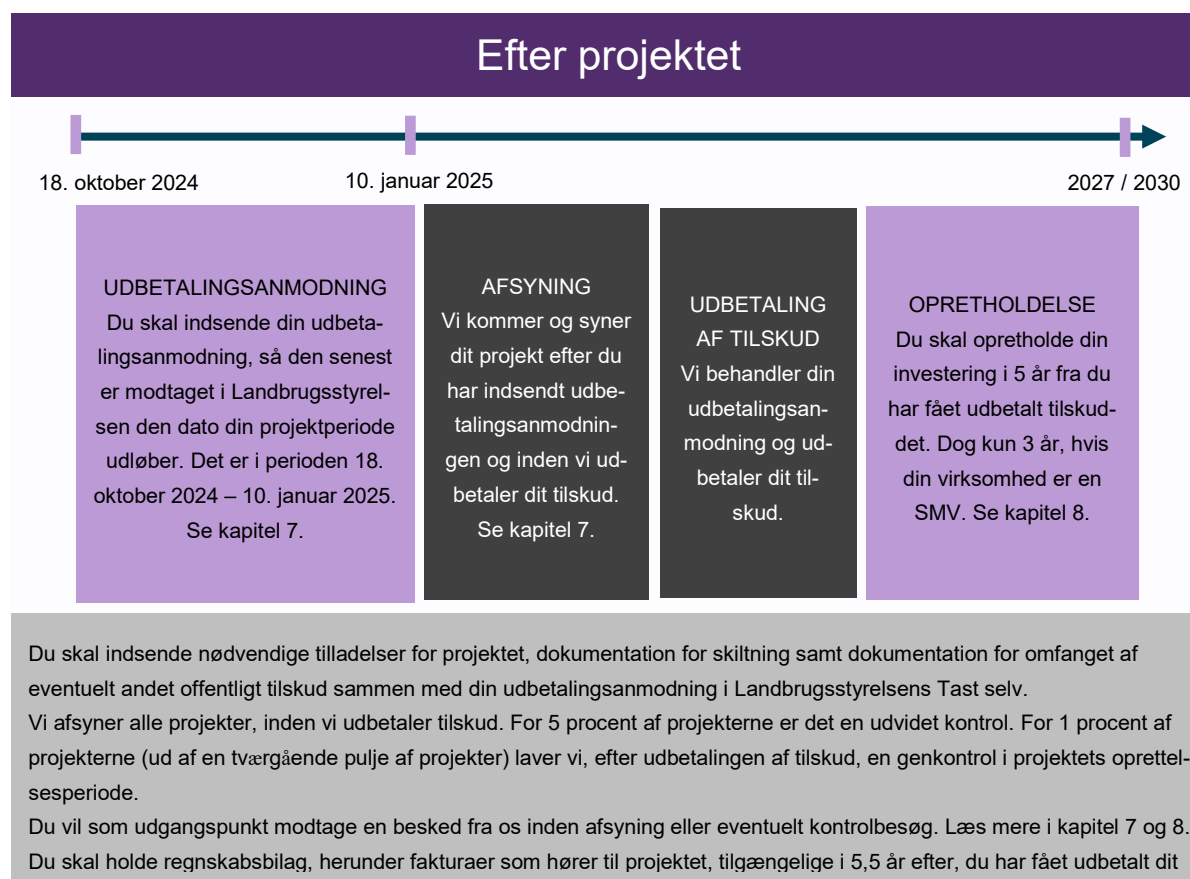 Efter projektet
18. oktober 2024
10. januar 2025
2027 / 2030
UDBETALINGSANMODNING
Du skal indsende din udbeta-
lingsanmodning, så den senest
er modtaget i Landbrugsstyrel-
sen den dato din projektperiode
udløber. Det er i perioden 18.
oktober 2024 – 10. januar 2025.
Se kapitel 7.
AFSYNING
Vi kommer og syner
dit projekt efter du
har indsendt udbe-
talingsanmodnin-
gen og inden vi ud-
betaler dit tilskud.
Se kapitel 7.
UDBETALING
AF TILSKUD
Vi behandler din
udbetalingsan-
modning og ud-
betaler dit til-
skud.
OPRETHOLDELSE
Du skal opretholde din
investering i 5 år fra du
har fået udbetalt tilskud-
det. Dog kun 3 år, hvis
din virksomhed er en
SMV. Se kapitel 8.
Du skal indsende nødvendige tilladelser for projektet, dokumentation for skiltning samt dokumentation for omfanget af
eventuelt andet offentligt tilskud sammen med din udbetalingsanmodning i Landbrugsstyrelsens Tast selv.
Vi afsyner alle projekter, inden vi udbetaler tilskud. For 5 procent af projekterne er det en udvidet kontrol. For 1 procent af
projekterne (ud af en tværgående pulje af projekter) laver vi, efter udbetalingen af tilskud, en genkontrol i projektets oprettel-
sesperiode.
Du vil som udgangspunkt modtage en besked fra os inden afsyning eller eventuelt kontrolbesøg. Læs mere i kapitel 7 og 8.
Du skal holde regnskabsbilag, herunder fakturaer som hører til projektet, tilgængelige i 5,5 år efter, du har fået udbetalt dit